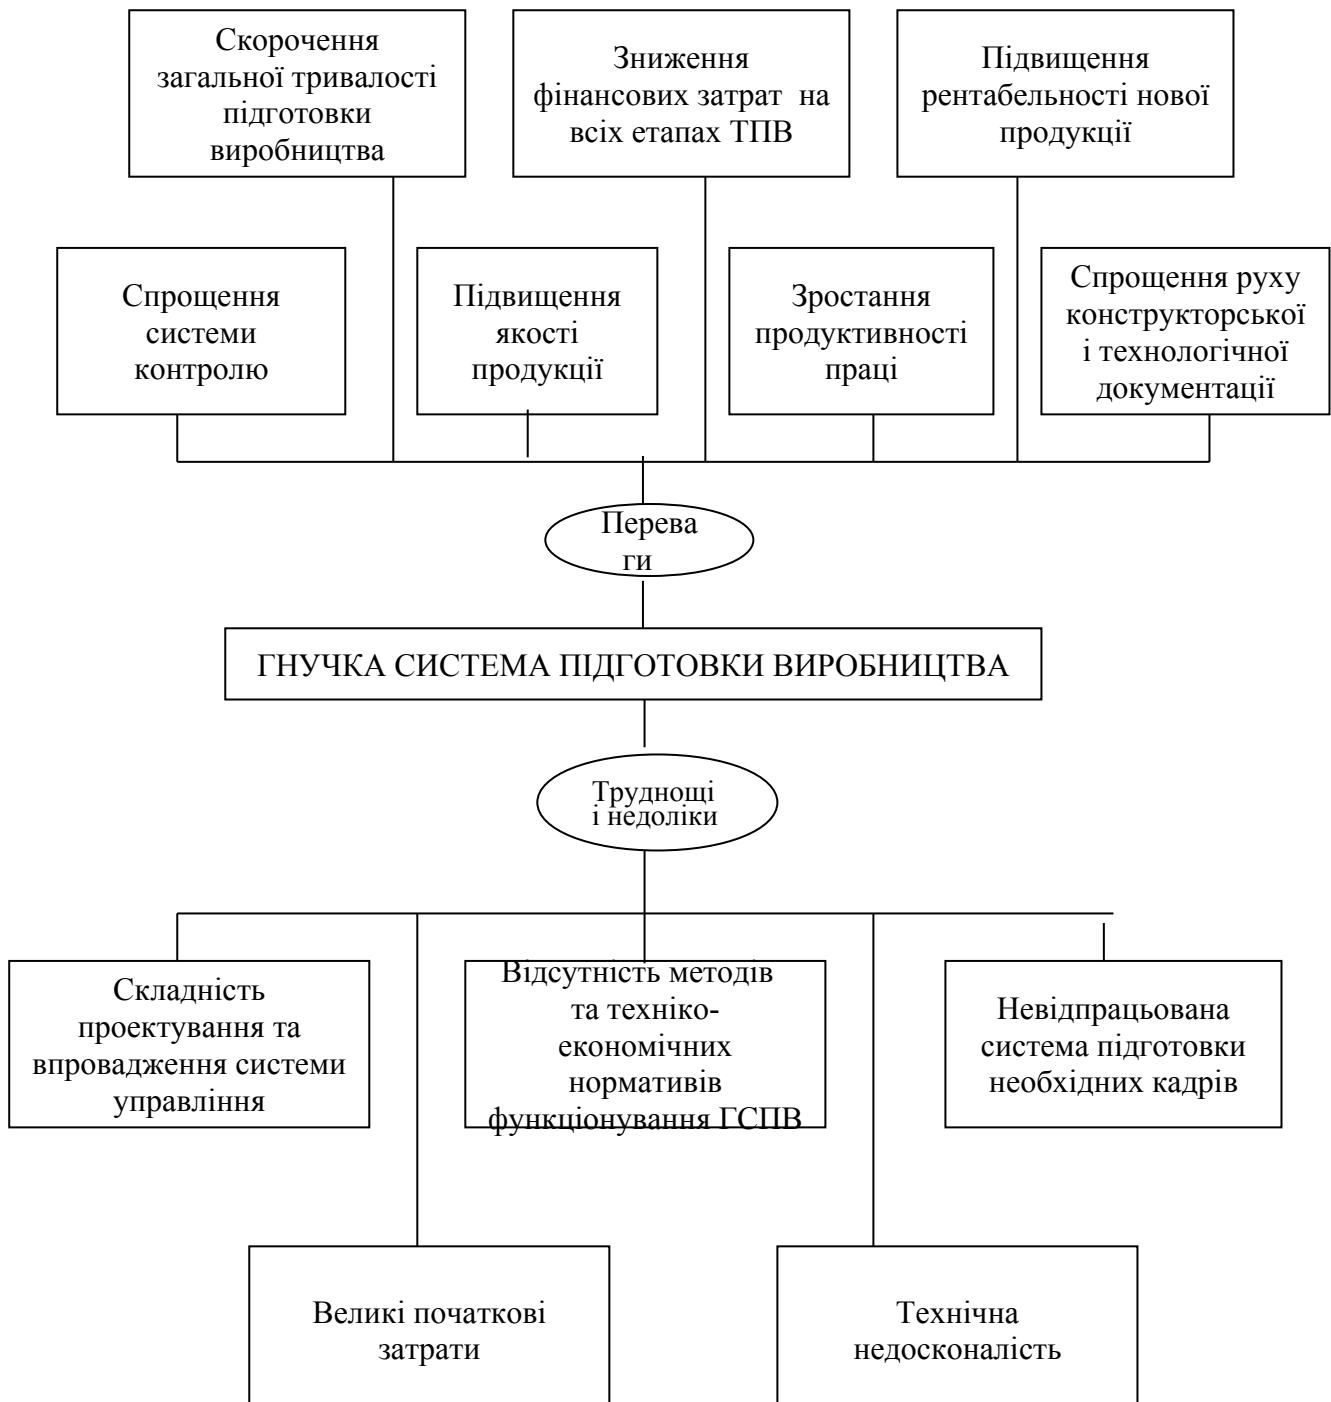 Скорочення
загальної тривалості
підготовки
виробництва
Зниження
фінансових затрат на
всіх етапах ТПВ
Підвищення
рентабельності нової
продукції
Спрощення
системи
контролю
Підвищення
якості
продукції
Зростання
продуктивності
праці
Спрощення руху
конструкторської
і технологічної
документації
Перева
ги
ГНУЧКА СИСТЕМА ПІДГОТОВКИ ВИРОБНИЦТВА
Труднощі
і недоліки
Складність
проектування та
впровадження системи
управління
Відсутність методів
та техніко-
економічних
нормативів
функціонування ГСПВ
Невідпрацьована
система підготовки
необхідних кадрів
Великі початкові
затрати
Технічна
недосконалість